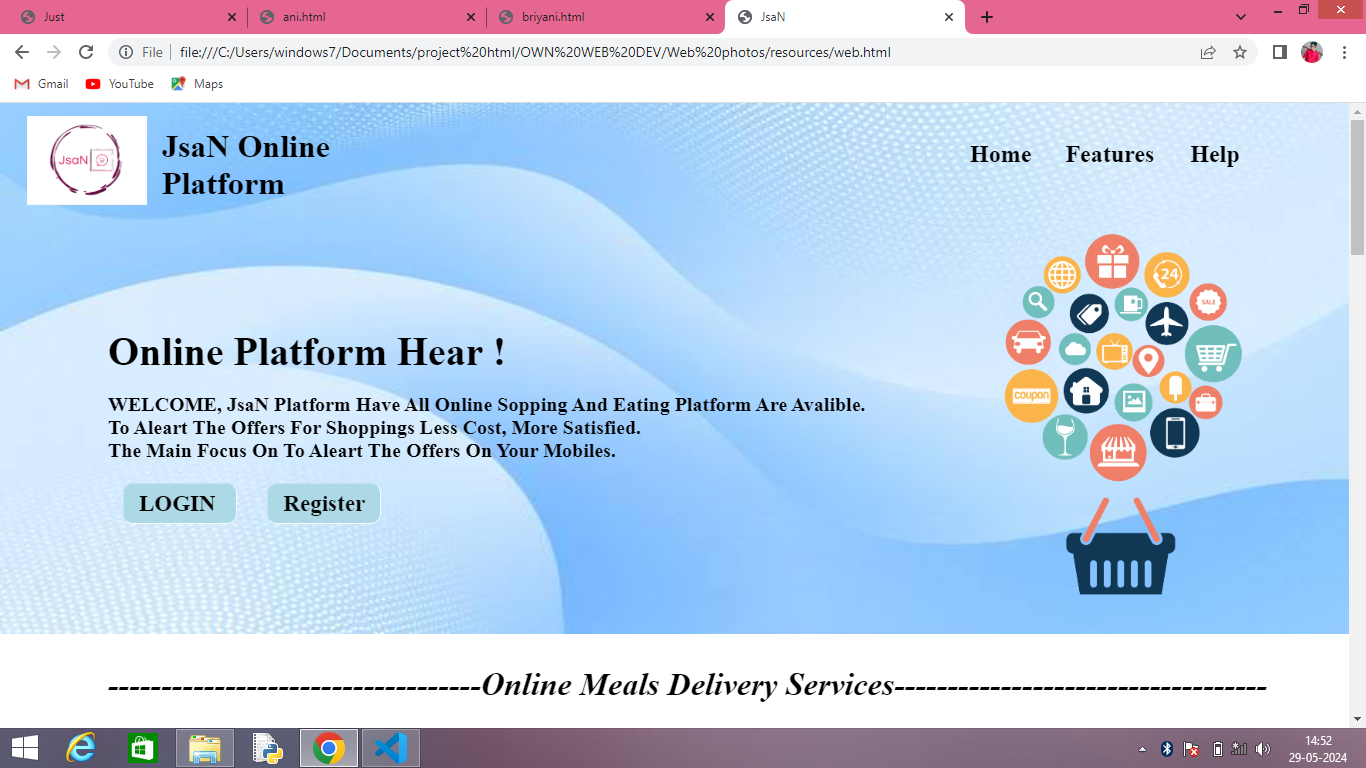 Just
ani.html
briyani.html
JsaN
File
file:///C:/Users/windows7/Documents/project%20html/OWN%20WEB%20DEV/Web%20photos/resources/web.html
Gmail
YouTube
Maps
JsaN
JsaN Online
Platform
Home
Features
Help
24
SALE
coupon
Online Platform Hear !
WELCOME, JsaN Platform Have All Online Sopping And Eating Platform Are Avalible.
To Aleart The Offers For Shoppings Less Cost, More Satisfied.
The Main Focus On To Aleart The Offers On Your Mobiles.
LOGIN
Register
-----------------------------------Online Meals Delivery Services-----------------------------------
14:52
29-05-2024